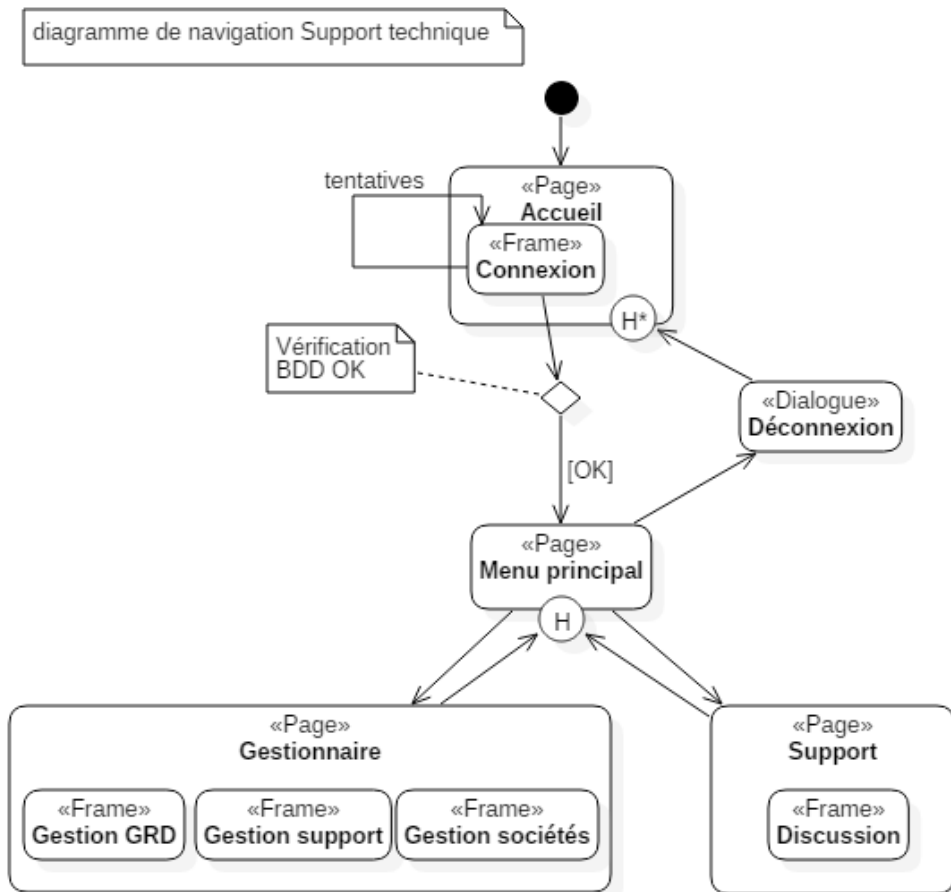 diagramme de navigation Support technique
«Page»
Accueil
tentatives
«Frame»
Connexion
H*
Vérification
BDD OK
«Dialogue»
Déconnexion
[OK]
«Page»
Menu principal
H
«Page»
Gestionnaire
«Frame»
Gestion GRD
«Frame»
Gestion support
«Frame»
Gestion sociétés
«Page»
Support
«Frame»
Discussion